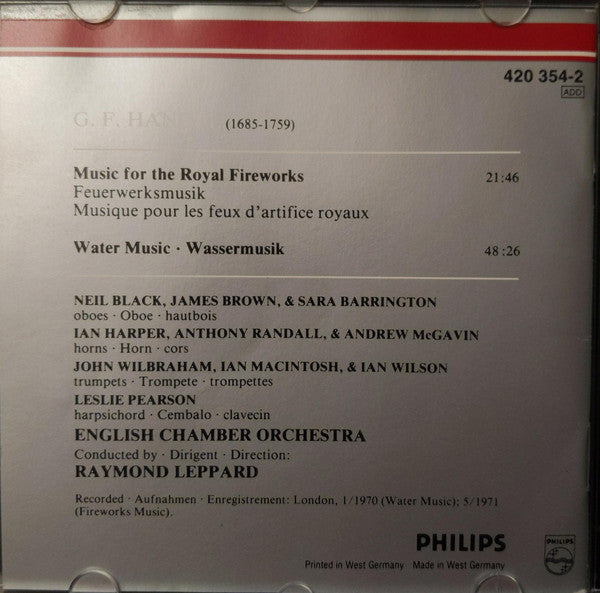 420 354-2
ADD
G. F. HAN (1685-1759)
Music for the Royal Fireworks 21:46
Feuerwerksmusik
Musique pour les feux d'artifice royaux
Water Music · Wassermusik 48:26
NEIL BLACK, JAMES BROWN, & SARA BARRINGTON
oboes · Oboe · hautbois
IAN HARPER, ANTHONY RANDALL, & ANDREW McGAVIN
horns · Horn · cors
JOHN WILBRAHAM, IAN MACINTOSH, & IAN WILSON
trumpets · Trompete · trompettes
LESLIE PEARSON
harpsichord · Cembalo · clavecin
ENGLISH CHAMBER ORCHESTRA
Conducted by · Dirigent · Direction:
RAYMOND LEPPARD
Recorded · Aufnahmen · Enregistrement: London, 1/1970 (Water Music); 5/1971
(Fireworks Music).
PHILIPS
PHILIPS
Printed in West Germany Made in West Germany